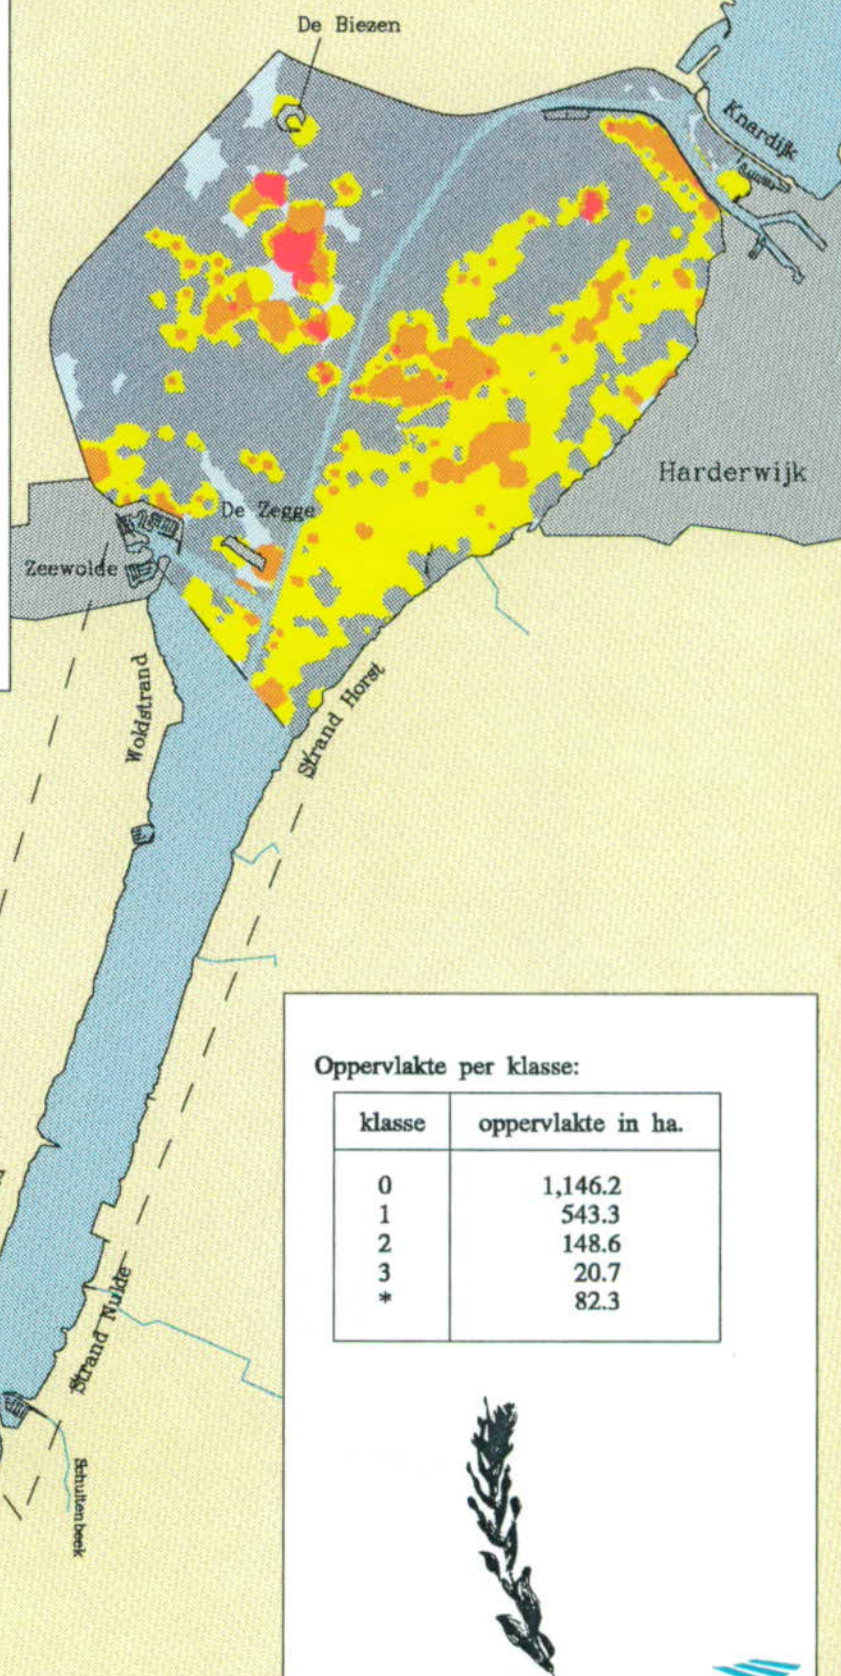 De Biezen
Knardijk
Harderwijk
De Zegge
Zeewolde
Woldstrand
Strand Horst
Strand Nulde
Schuitenbeek
Oppervlakte per klasse:
klasse oppervlakte in ha.
0 1,146.2
1 543.3
2 148.6
3 20.7
* 82.3